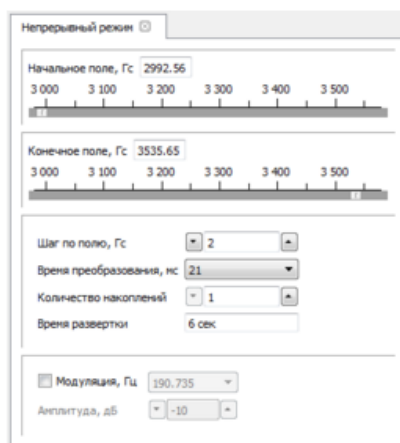 Непрерывный режим
Начальное поле, Гс 2992.56
3 000 3 100 3 200 3 300 3 400 3 500
Конечное поле, Гс 3535.65
3 000 3 100 3 200 3 300 3 400 3 500
Шаг по полю, Гс 2
Время преобразования, мс 21
Количество накоплений 1
Время развертки 6 сек
Модуляция, Гц 190.735
Амплитуда, дБ -10